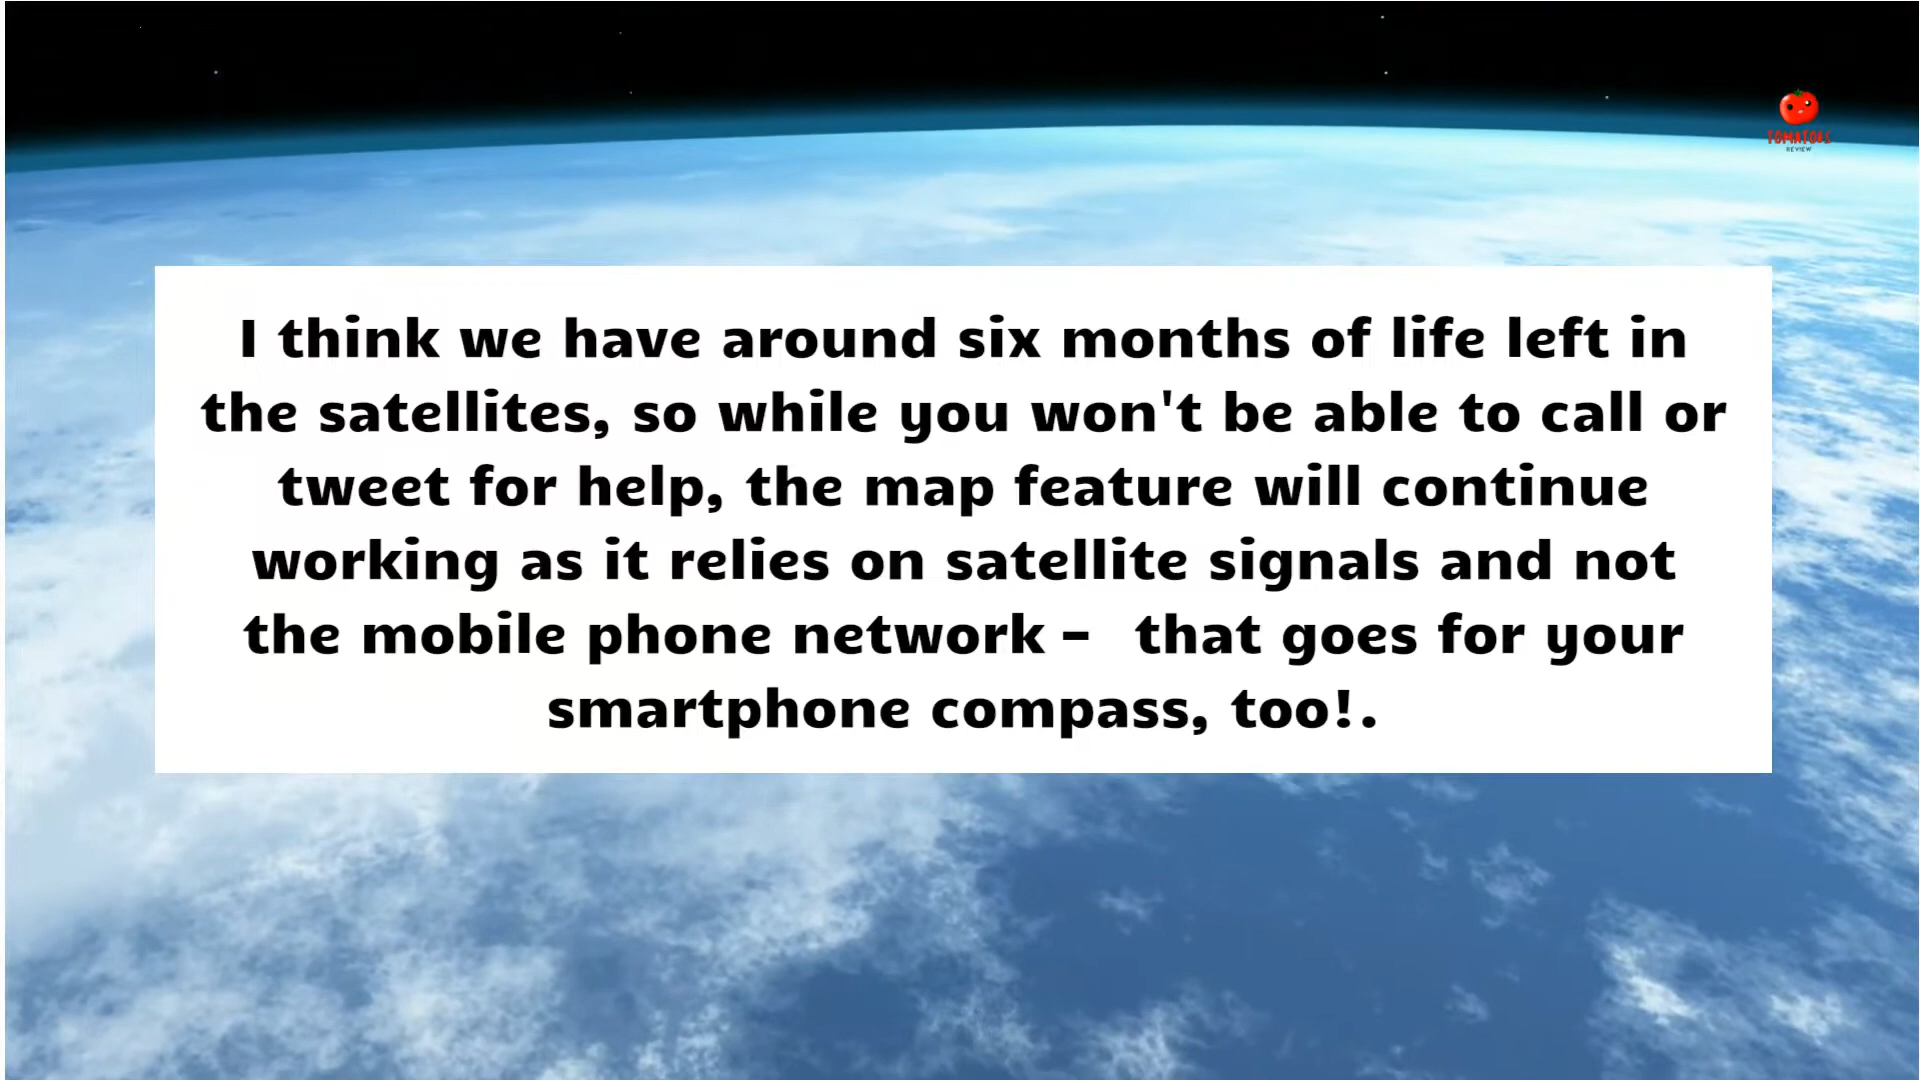 TOMATOES
REVIEW
I think we have around six months of life left in
the satellites, so while you won't be able to call or
tweet for help, the map feature will continue
working as it relies on satellite signals and not
the mobile phone network – that goes for your
smartphone compass, too!.